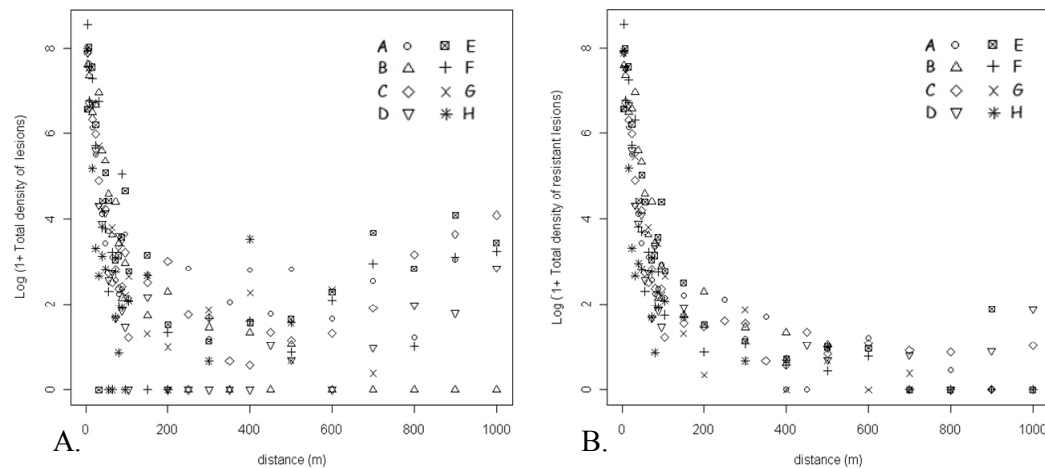 Log (1+ Total density of lesions)
8
6
4
2
0
A E
B F
C G
D H
0 200 400 600 800 1000
distance (m)
A.
Log (1+ Total density of resistant lesions)
8
6
4
2
0
A E
B F
C G
D H
0 200 400 600 800 1000
distance (m)
B.